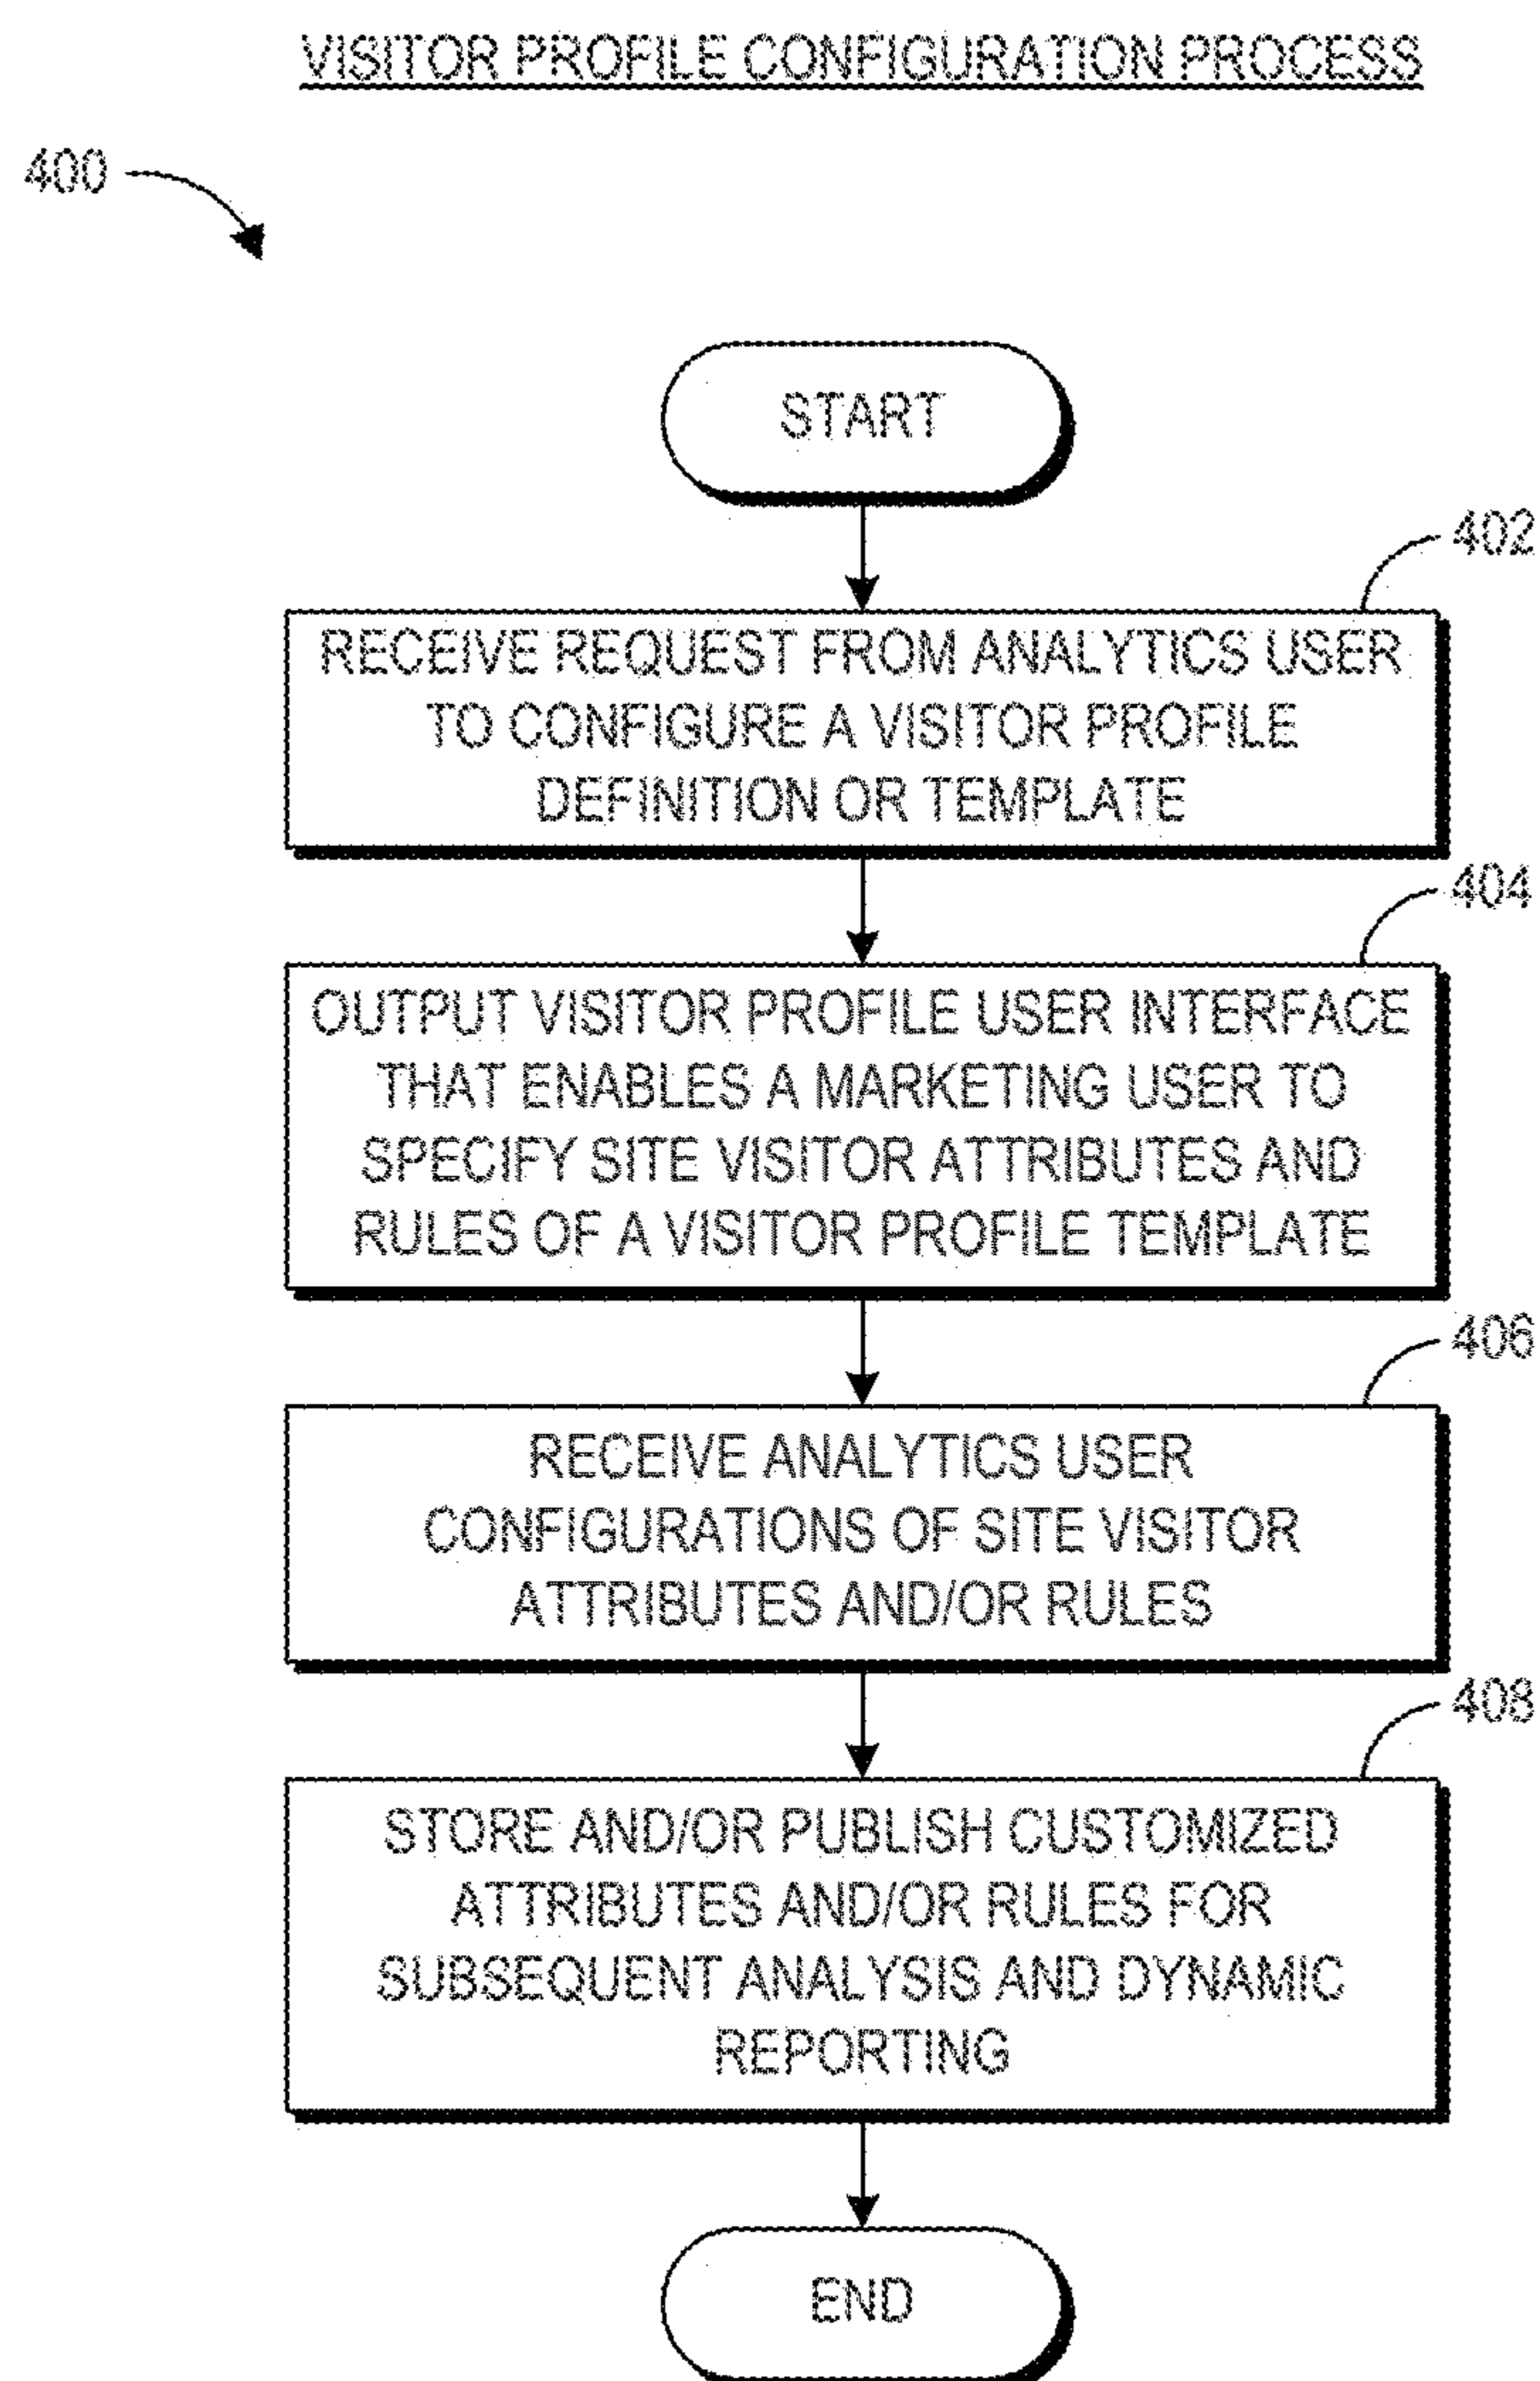 VISITOR PROFILE CONFIGURATION PROCESS
400
START
402
RECEIVE REQUEST FROM ANALYTICS USER
TO CONFIGURE A VISITOR PROFILE
DEFINITION OR TEMPLATE
404
OUTPUT VISITOR PROFILE USER INTERFACE
THAT ENABLES A MARKETING USER TO
SPECIFY SITE VISITOR ATTRIBUTES AND
RULES OF A VISITOR PROFILE TEMPLATE
406
RECEIVE ANALYTICS USER
CONFIGURATIONS OF SITE VISITOR
ATTRIBUTES AND/OR RULES
408
STORE AND/OR PUBLISH CUSTOMIZED
ATTRIBUTES AND/OR RULES FOR
SUBSEQUENT ANALYSIS AND DYNAMIC
REPORTING
END